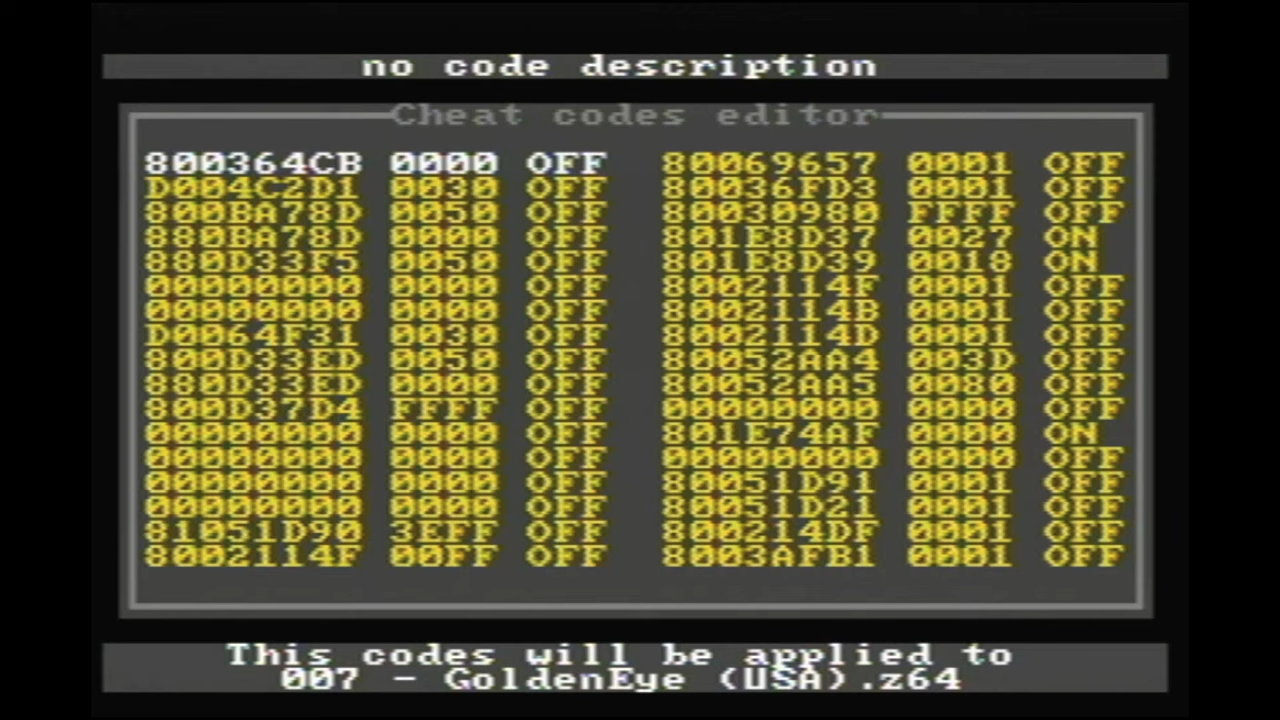 no code description
Cheat codes editor
800364CB 0000 OFF 80069657 0001 OFF
D004C2D1 0030 OFF 80036FD3 0001 OFF
800BA78D 0050 OFF 80030980 FFFF OFF
880BA78D 0000 OFF 801E8D37 0027 ON
880D33F5 0050 OFF 801E8D39 0018 ON
00000000 0000 OFF 8002114F 0001 OFF
00000000 0000 OFF 8002114B 0001 OFF
D0064F31 0030 OFF 8002114D 0001 OFF
800D33ED 0050 OFF 80052AA4 003D OFF
880D33ED 0000 OFF 80052AA5 0080 OFF
800D37D4 FFFF OFF 00000000 0000 OFF
00000000 0000 OFF 801E74AF 0000 ON
00000000 0000 OFF 00000000 0000 OFF
00000000 0000 OFF 80051D91 0001 OFF
00000000 0000 OFF 80051D21 0001 OFF
81051D90 3EFF OFF 800214DF 0001 OFF
8002114F 00FF OFF 8003AFB1 0001 OFF
This codes will be applied to
007 - GoldenEye (USA).z64